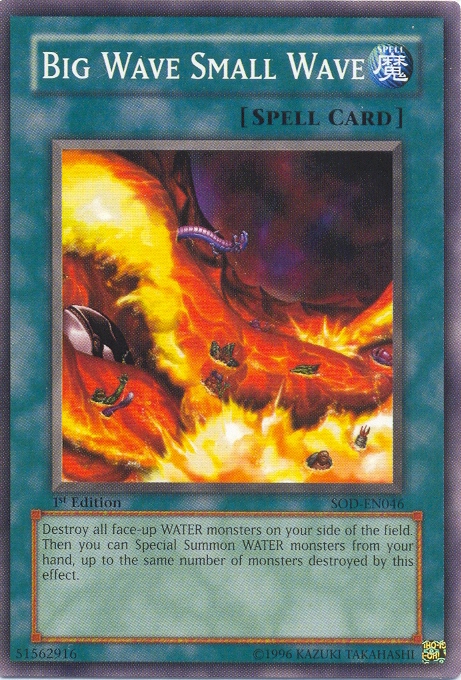 BIG WAVE SMALL WAVE
SPELL
魔
[SPELL CARD]
1st Edition
SOD-EN046
Destroy all face-up WATER monsters on your side of the field.
Then you can Special Summon WATER monsters from your
hand, up to the same number of monsters destroyed by this
effect.
51562916
©1996 KAZUKI TAKAHASHI